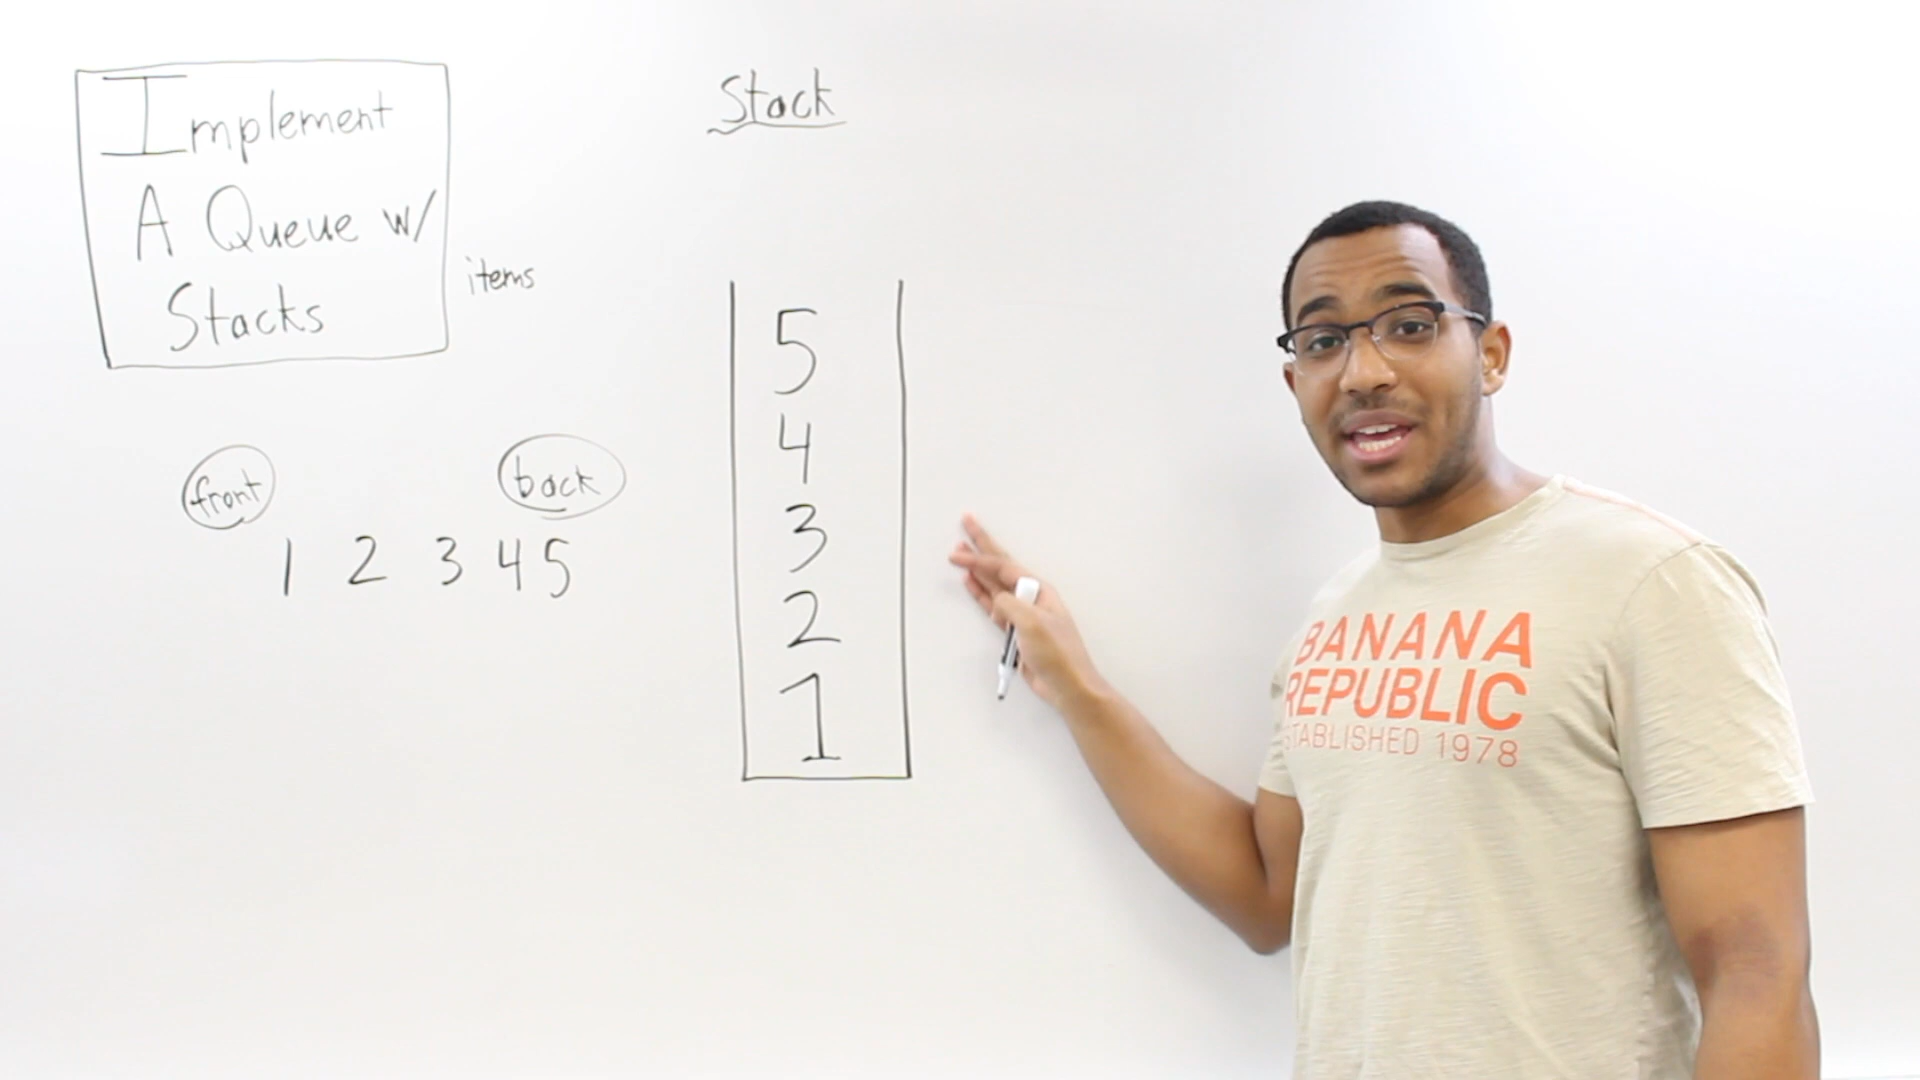 Implement
A Queue w/
Stacks
items
front
back
1 2 3 4 5
Stack
5
4
3
2
1
BANANA
REPUBLIC
ESTABLISHED 1978